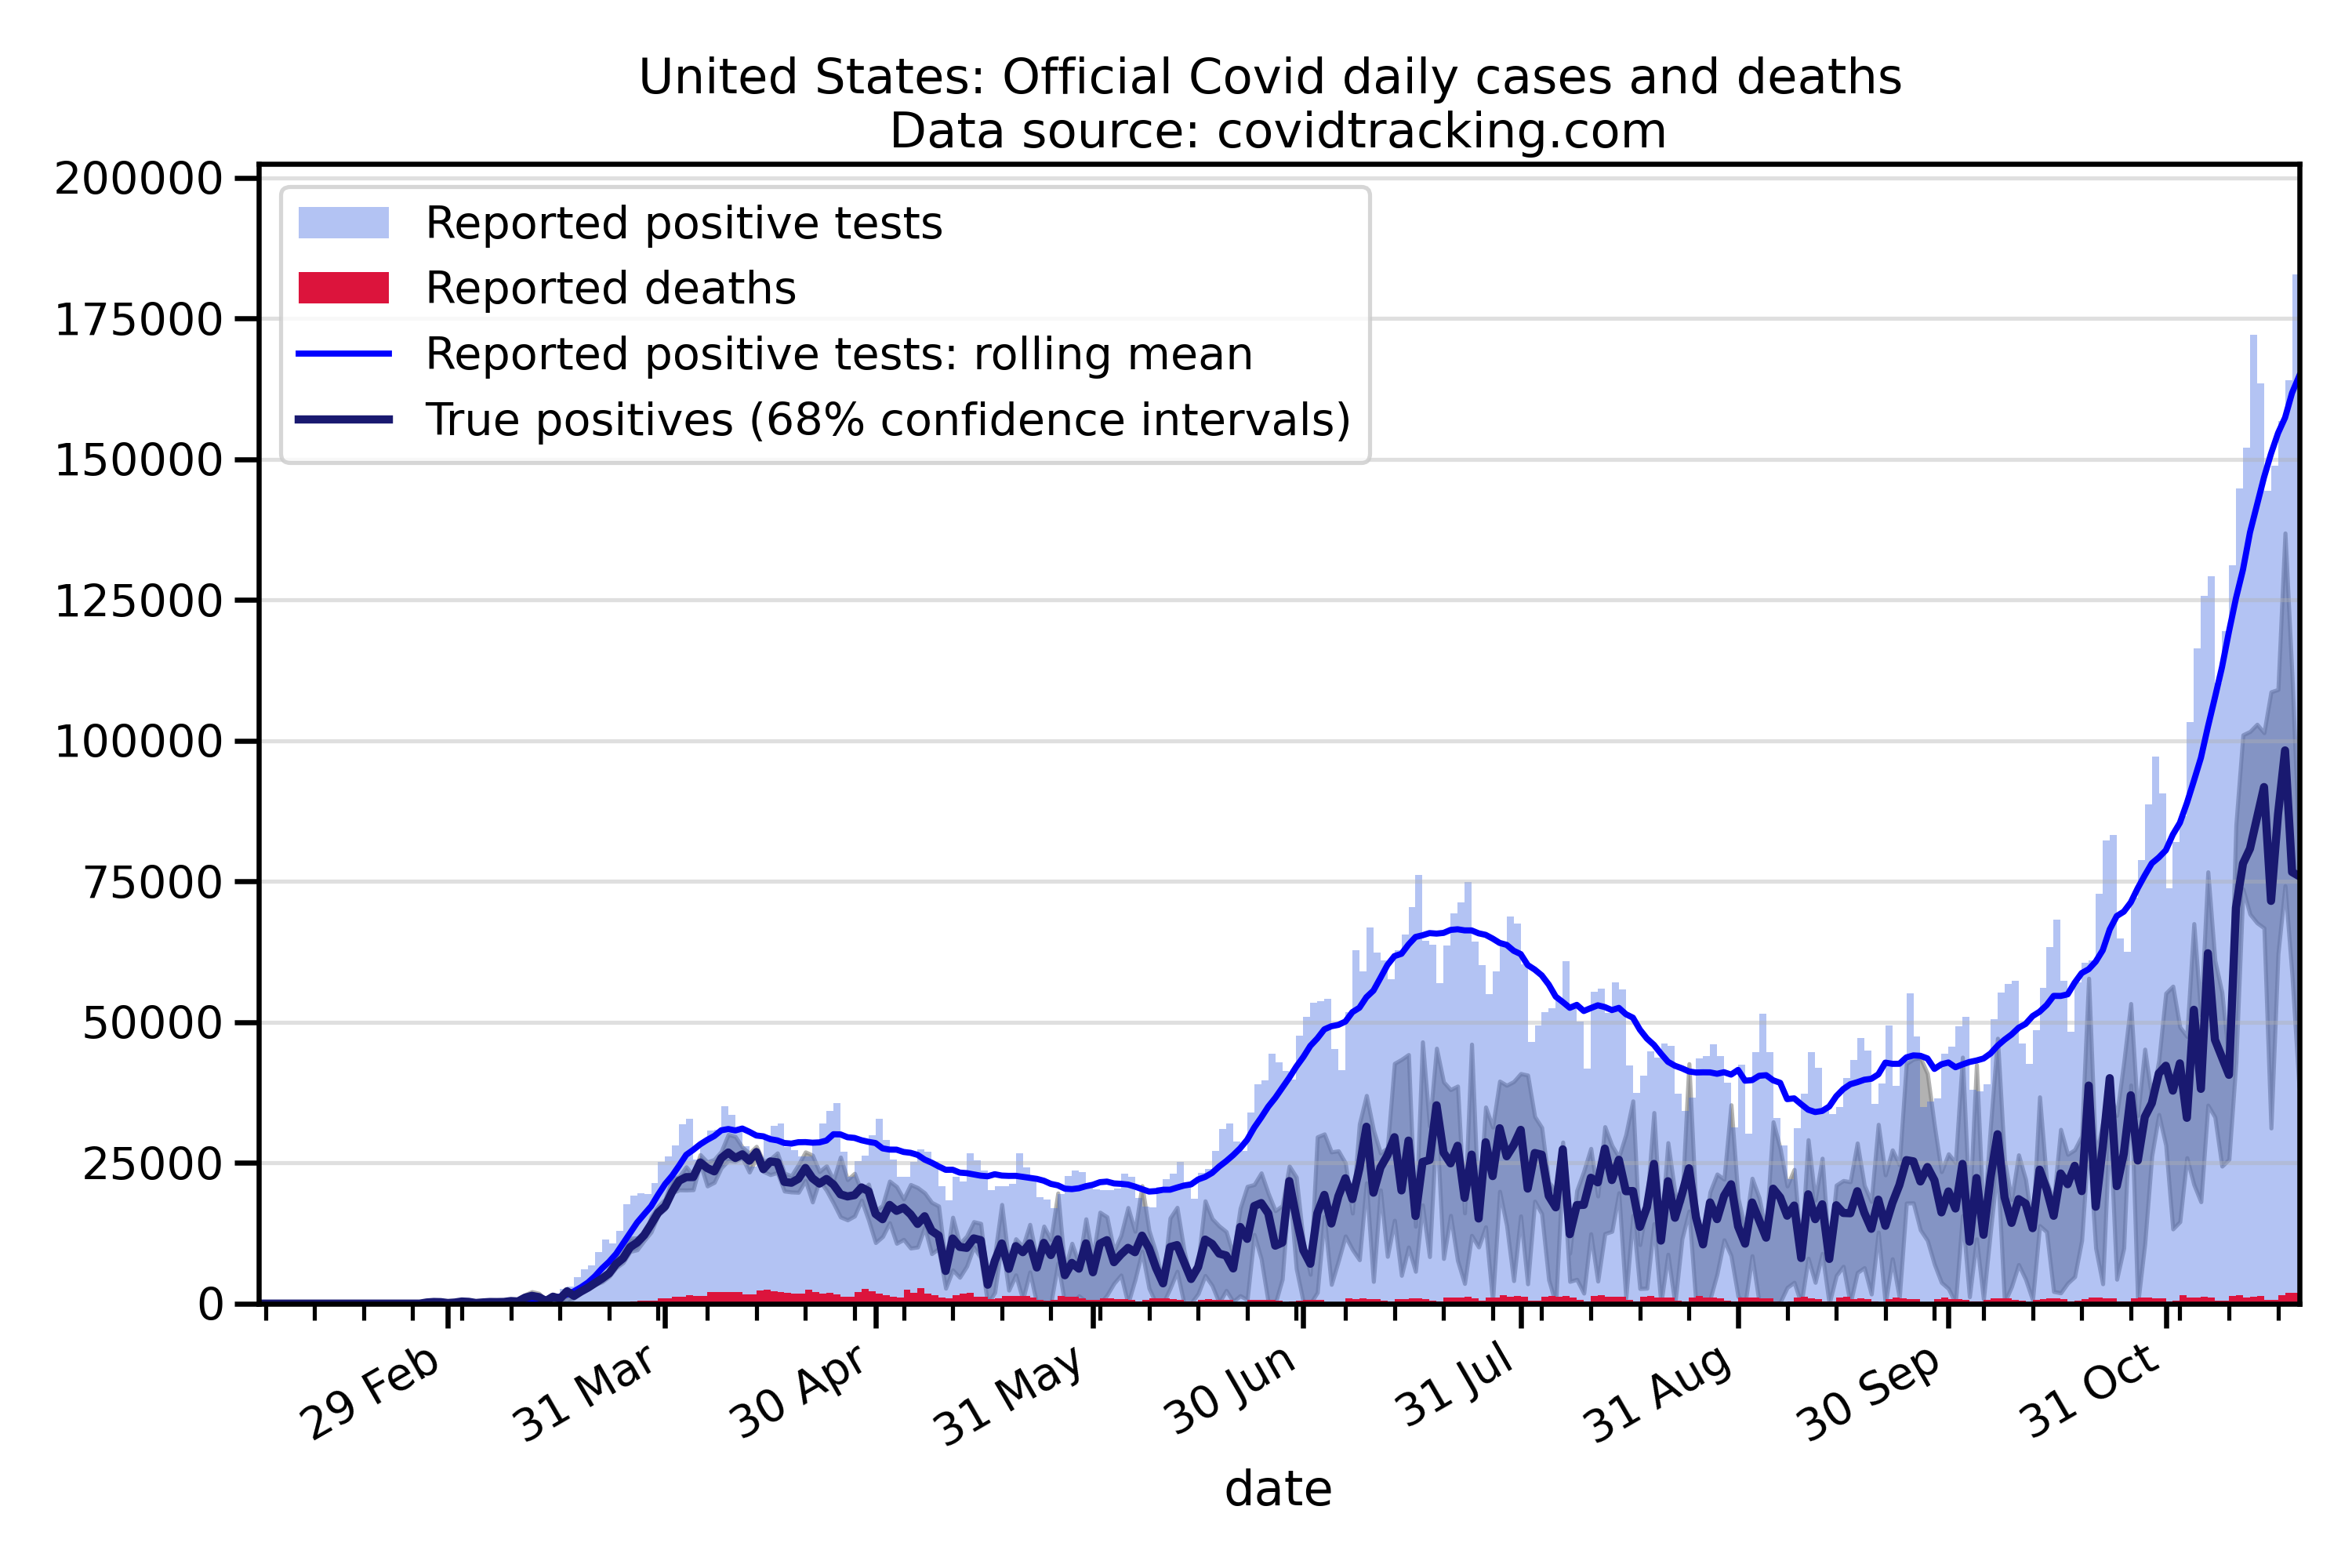 United States: Official Covid daily cases and deaths
Data source: covidtracking.com
200000
175000
150000
125000
100000
75000
50000
25000
0
Reported positive tests
Reported deaths
Reported positive tests: rolling mean
True positives (68% confidence intervals)
29 Feb
31 Mar
30 Apr
31 May
30 Jun
31 Jul
31 Aug
30 Sep
31 Oct
date